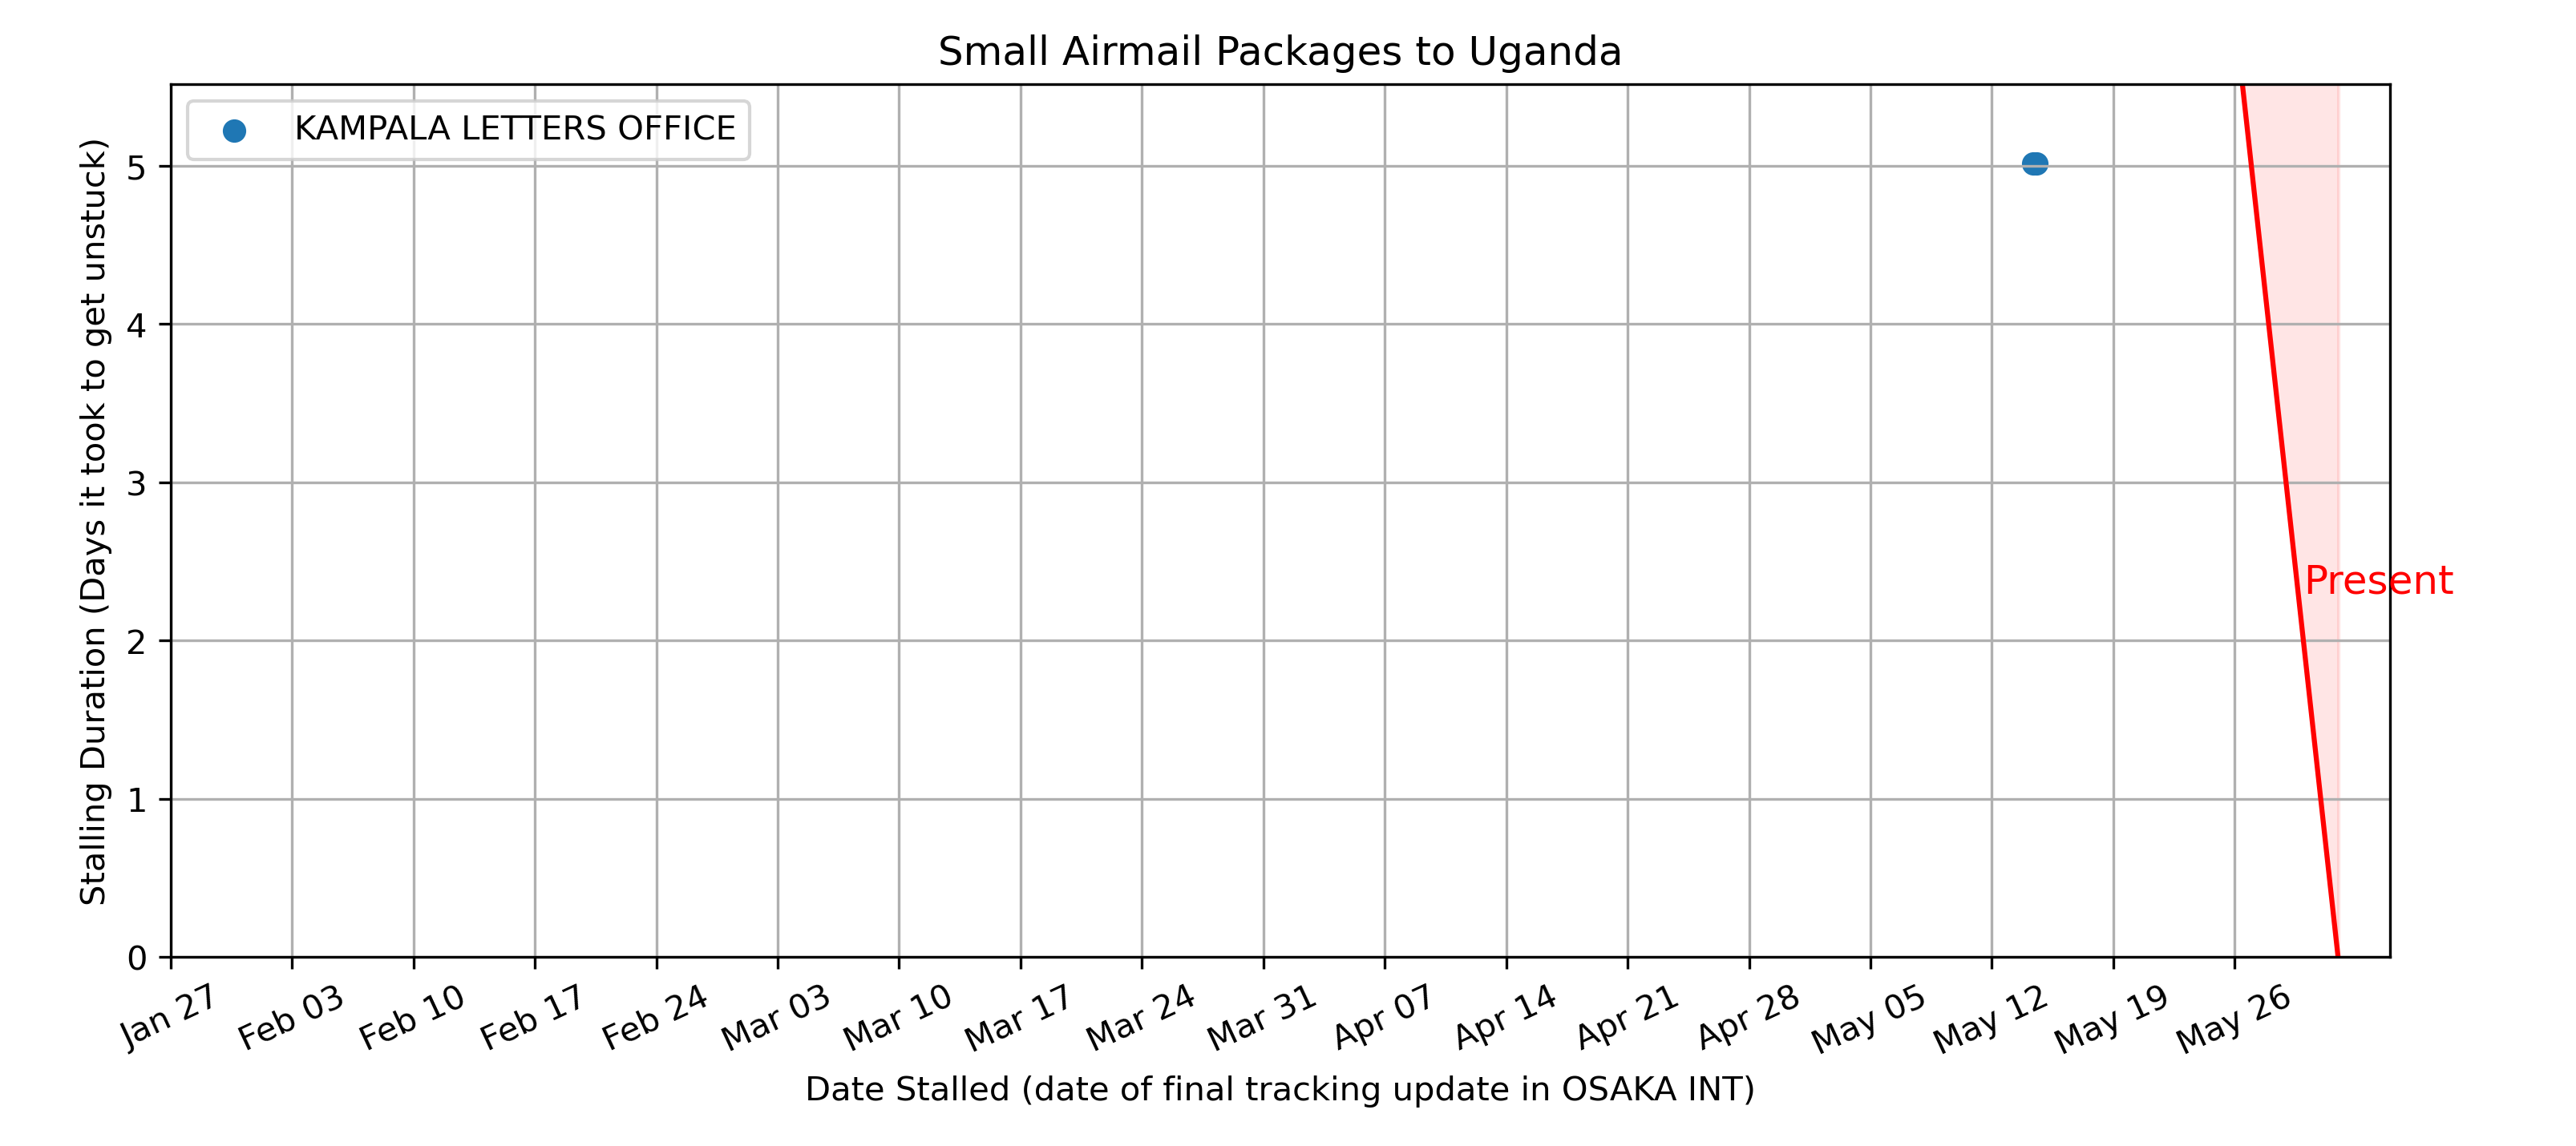 Small Airmail Packages to Uganda
KAMPALA LETTERS OFFICE
Stalling Duration (Days it took to get unstuck)
5
4
3
2
1
0
Present
Jan 27
Feb 03
Feb 10
Feb 17
Feb 24
Mar 03
Mar 10
Mar 17
Mar 24
Mar 31
Apr 07
Apr 14
Apr 21
Apr 28
May 05
May 12
May 19
May 26
Date Stalled (date of final tracking update in OSAKA INT)